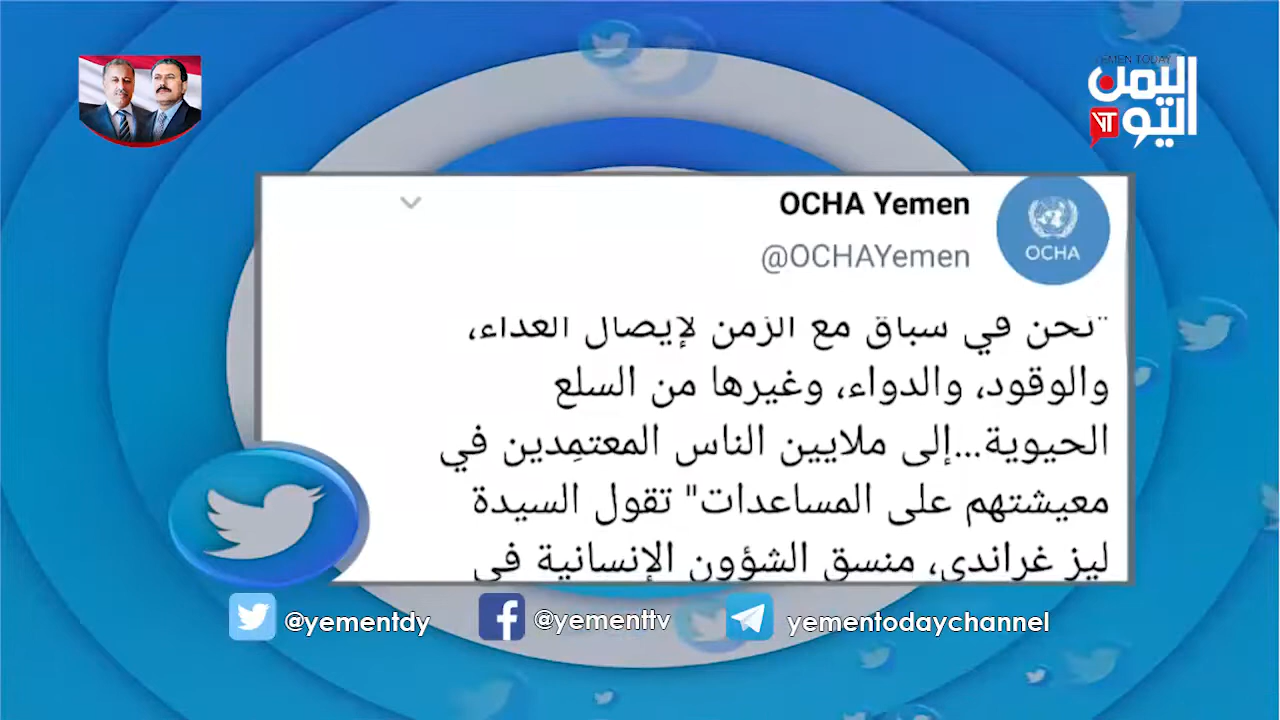 YEMEN TODAY
اليمن
اليوم
YT
OCHA Yemen
@OCHAYemen
OCHA
"نحن في سباق مع الزمن لإيصال الغذاء،
والوقود، والدواء، وغيرها من السلع
الحيوية...إلى ملايين الناس المعتمِدين في
معيشتهم على المساعدات" تقول السيدة
ليز غراندي، منسق الشؤون الإنسانية في
@yementdy
@yementtv
yementodaychannel